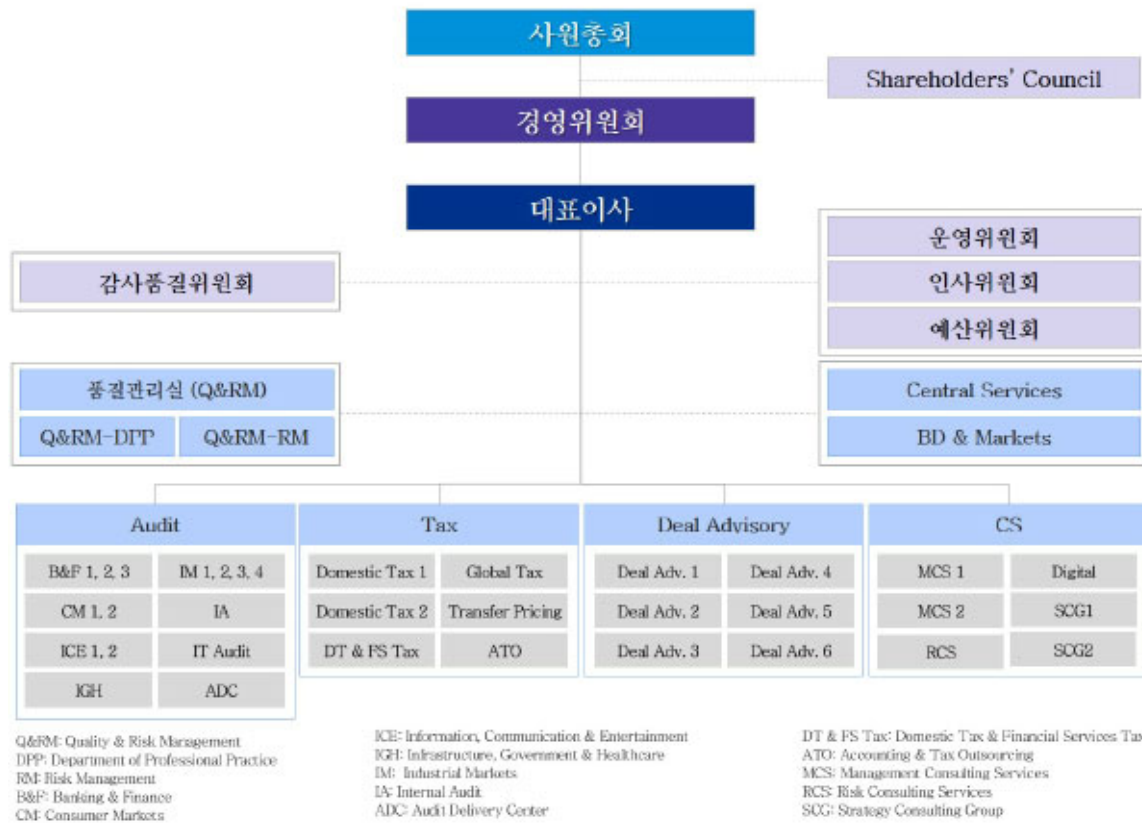 사원총회
Shareholders' Council
경영위원회
대표이사
운영위원회
감사품질위원회
인사위원회
예산위원회
품질관리실 (Q&RM)
Q&RM-DPP
Q&RM-RM
Central Services
BD & Markets
Audit
B&F 1, 2, 3
IM 1, 2, 3, 4
CM 1, 2
IA
ICE 1, 2
IT Audit
IGH
ADC
Tax
Domestic Tax 1
Global Tax
Domestic Tax 2
Transfer Pricing
DT & FS Tax
ATO
Deal Advisory
Deal Adv. 1
Deal Adv. 4
Deal Adv. 2
Deal Adv. 5
Deal Adv. 3
Deal Adv. 6
CS
MCS 1
Digital
MCS 2
SCG1
RCS
SCG2
Q&RM: Quality & Risk Management
DPP: Department of Professional Practice
RM: Risk Management
B&F: Banking & Finance
CM: Consumer Markets
ICE: Information, Communication & Entertainment
IGH: Infrastructure, Government & Healthcare
IM: Industrial Markets
IA: Internal Audit
ADC: Audit Delivery Center
DT & FS Tax: Domestic Tax & Financial Services Tax
ATO: Accounting & Tax Outsourcing
MCS: Management Consulting Services
RCS: Risk Consulting Services
SCG: Strategy Consulting Group